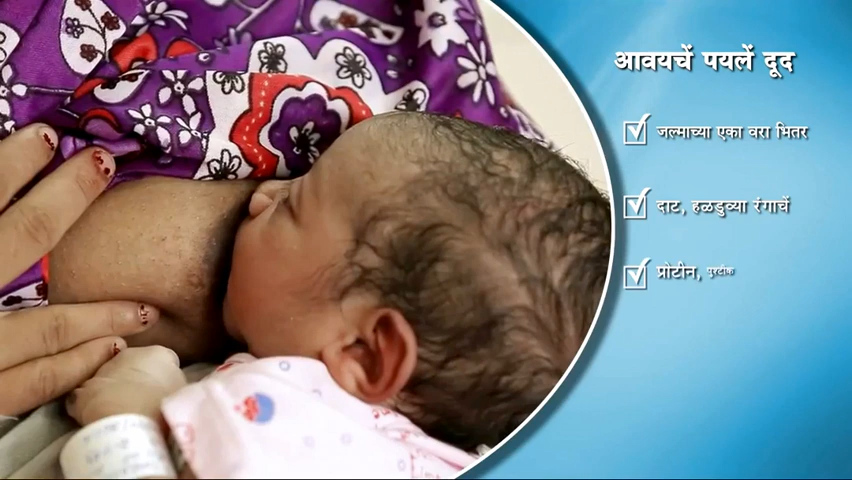 आवयचें पयलें दूद
जल्माच्या एका वरा भितर
दाट, हळडुव्या रंगाचें
प्रोटीन,